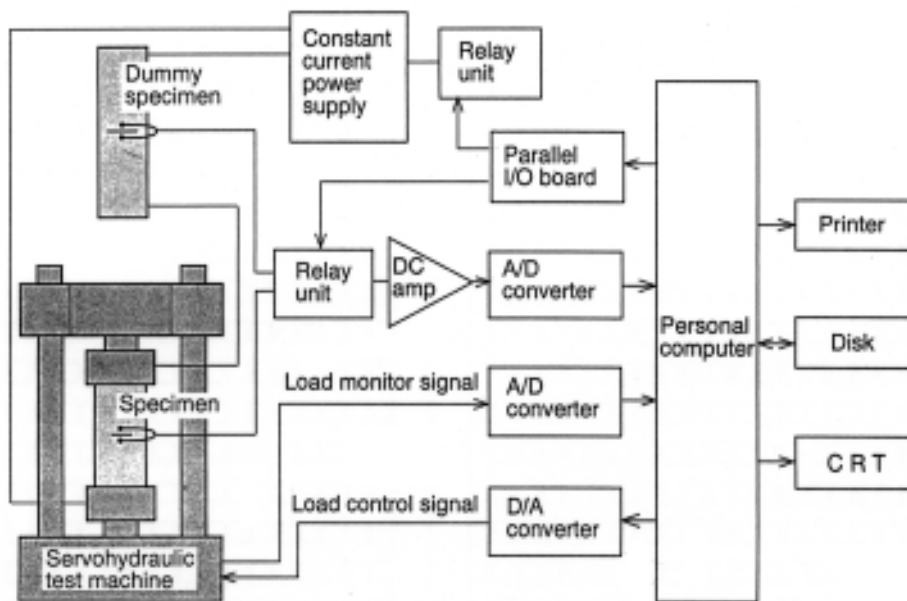 Constant
current
power
supply
Relay
unit
Dummy
specimen
Parallel
I/O board
Printer
Relay
unit
DC
amp
A/D
converter
Personal
computer
Disk
Load monitor signal
A/D
converter
Specimen
C R T
Load control signal
D/A
converter
Servohydraulic
test machine